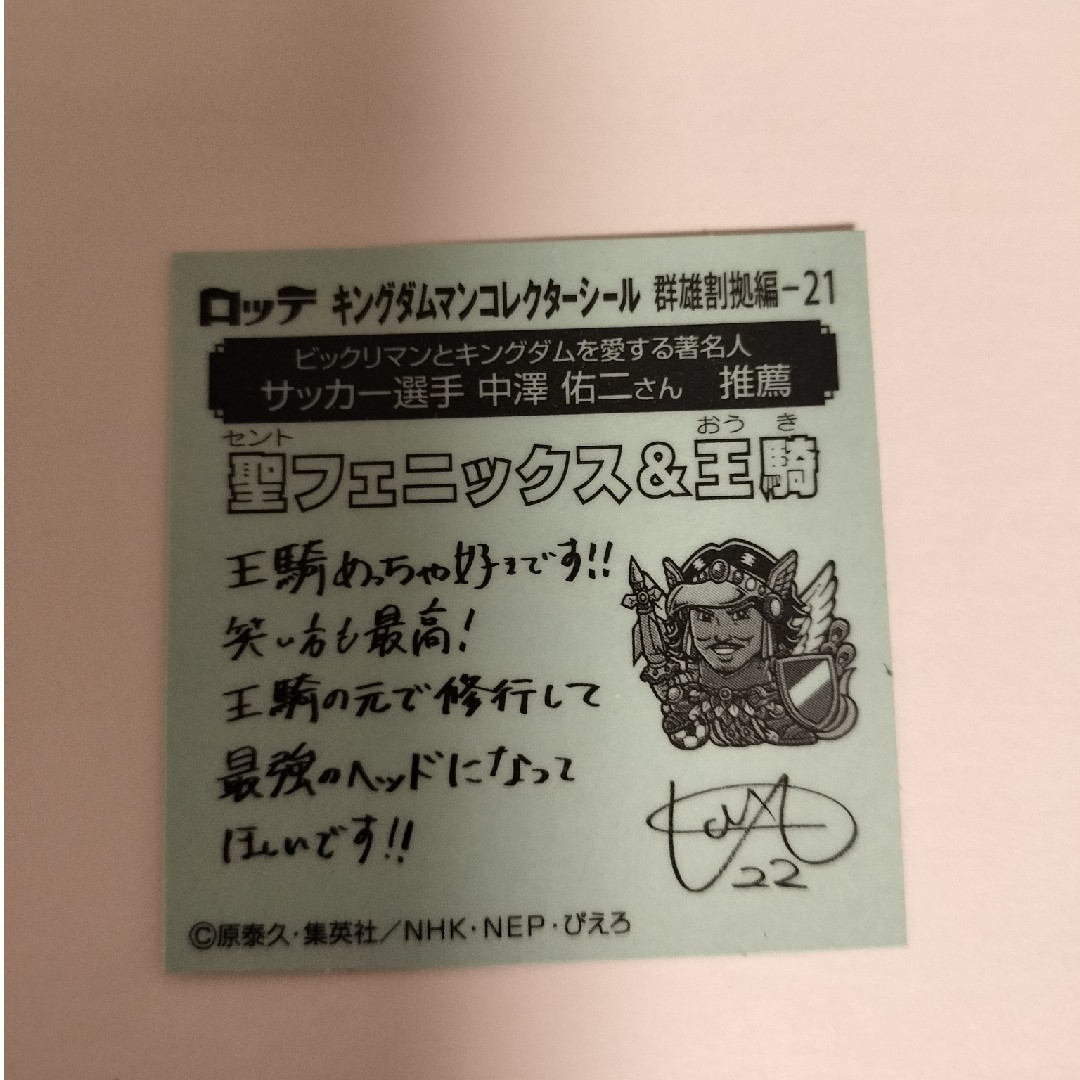 ロッテ キングダムマンコレクターシール 群雄割拠編-21
ビックリマンとキングダムを愛する著名人
サッカー選手 中澤 佑二さん 推薦
セント おう き
聖フェニックス&王騎
王騎めっちゃ好きです!!
笑い方も最高!
王騎の元で修行して
最強のヘッドになって
ほしいです!!
22
©原泰久・集英社/NHK・NEP・ぴえろ